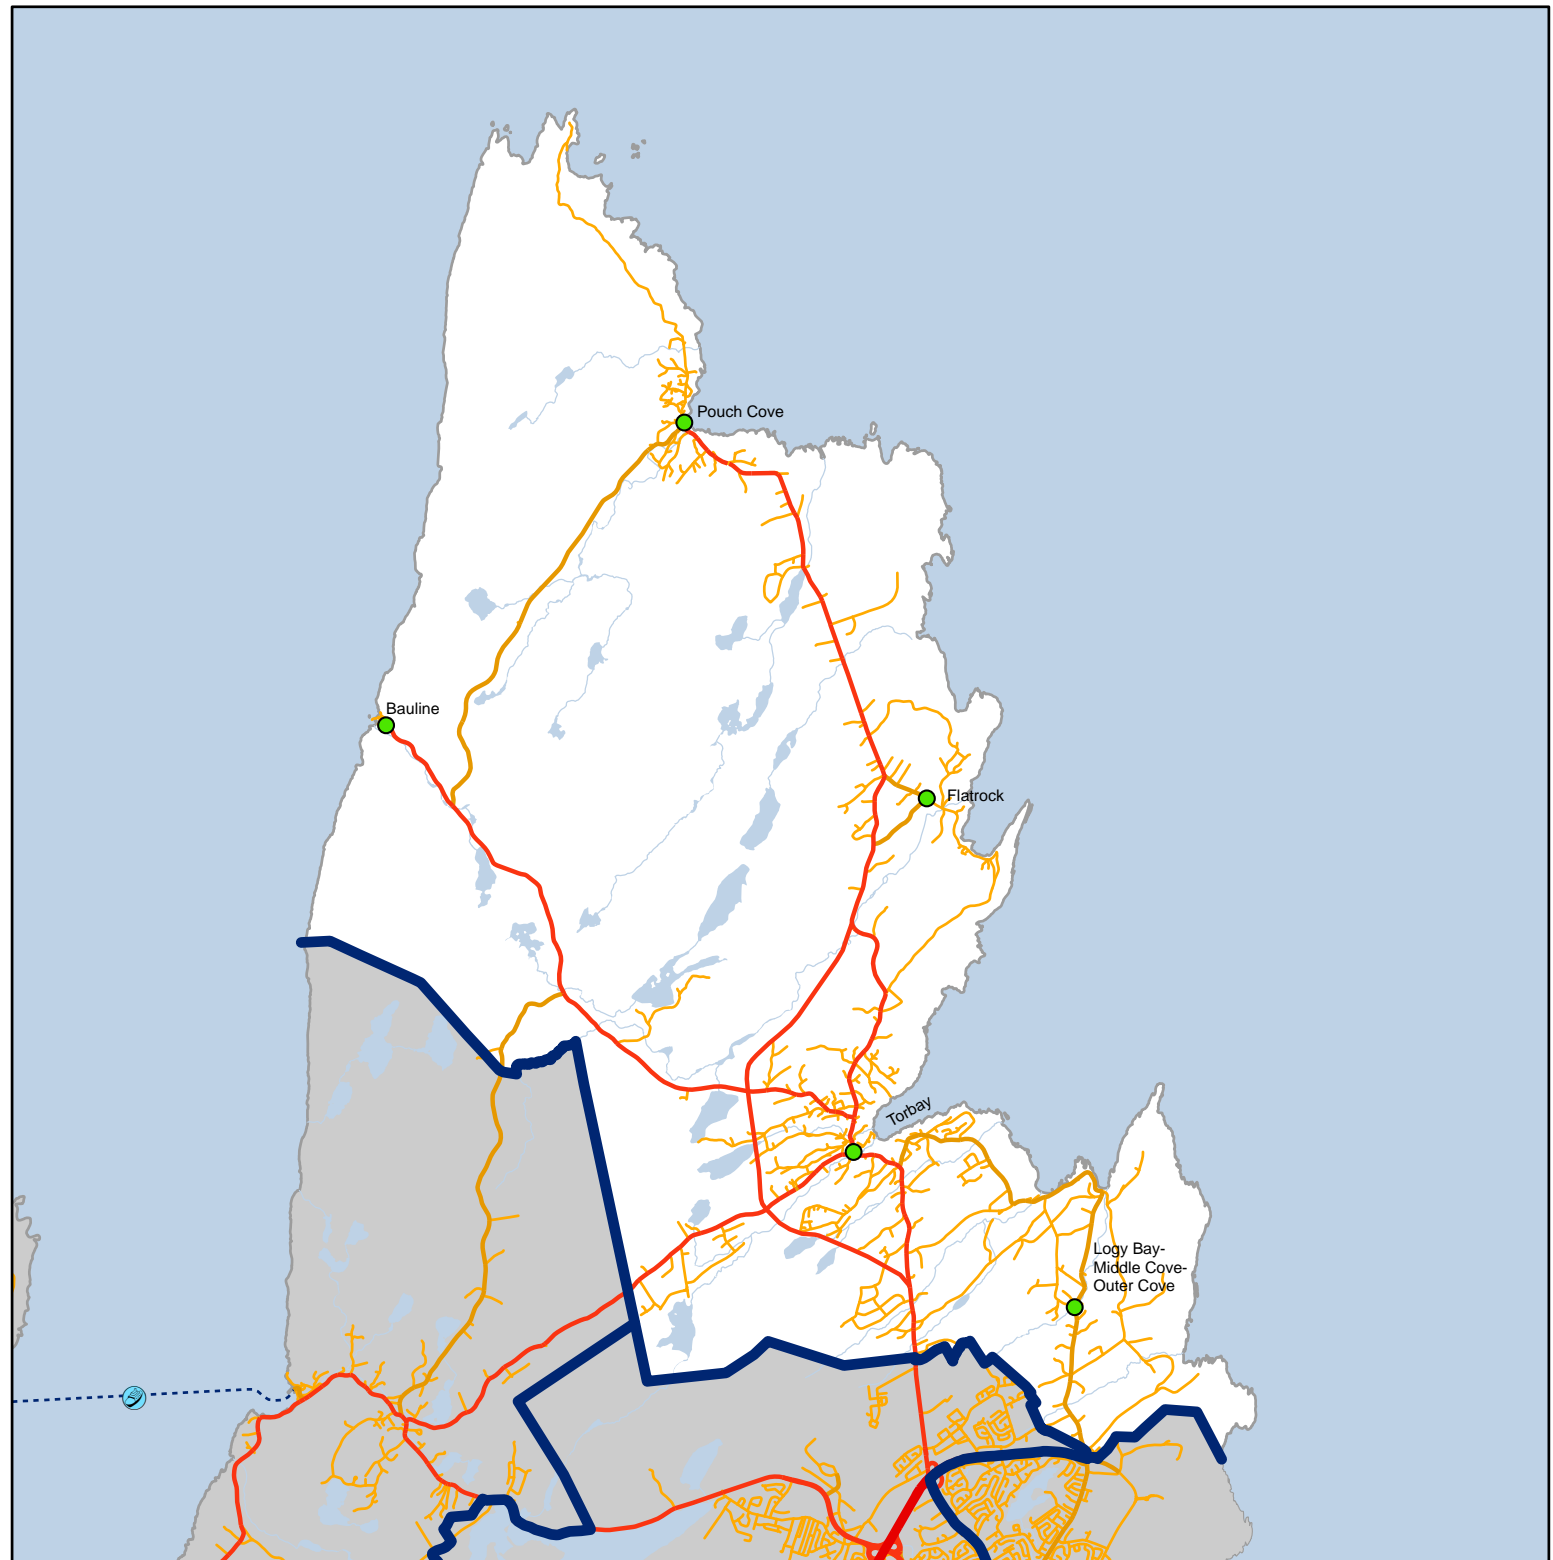 Pouch Cove
Bauline
Flatrock
Torbay
Logy Bay-
Middle Cove-
Outer Cove